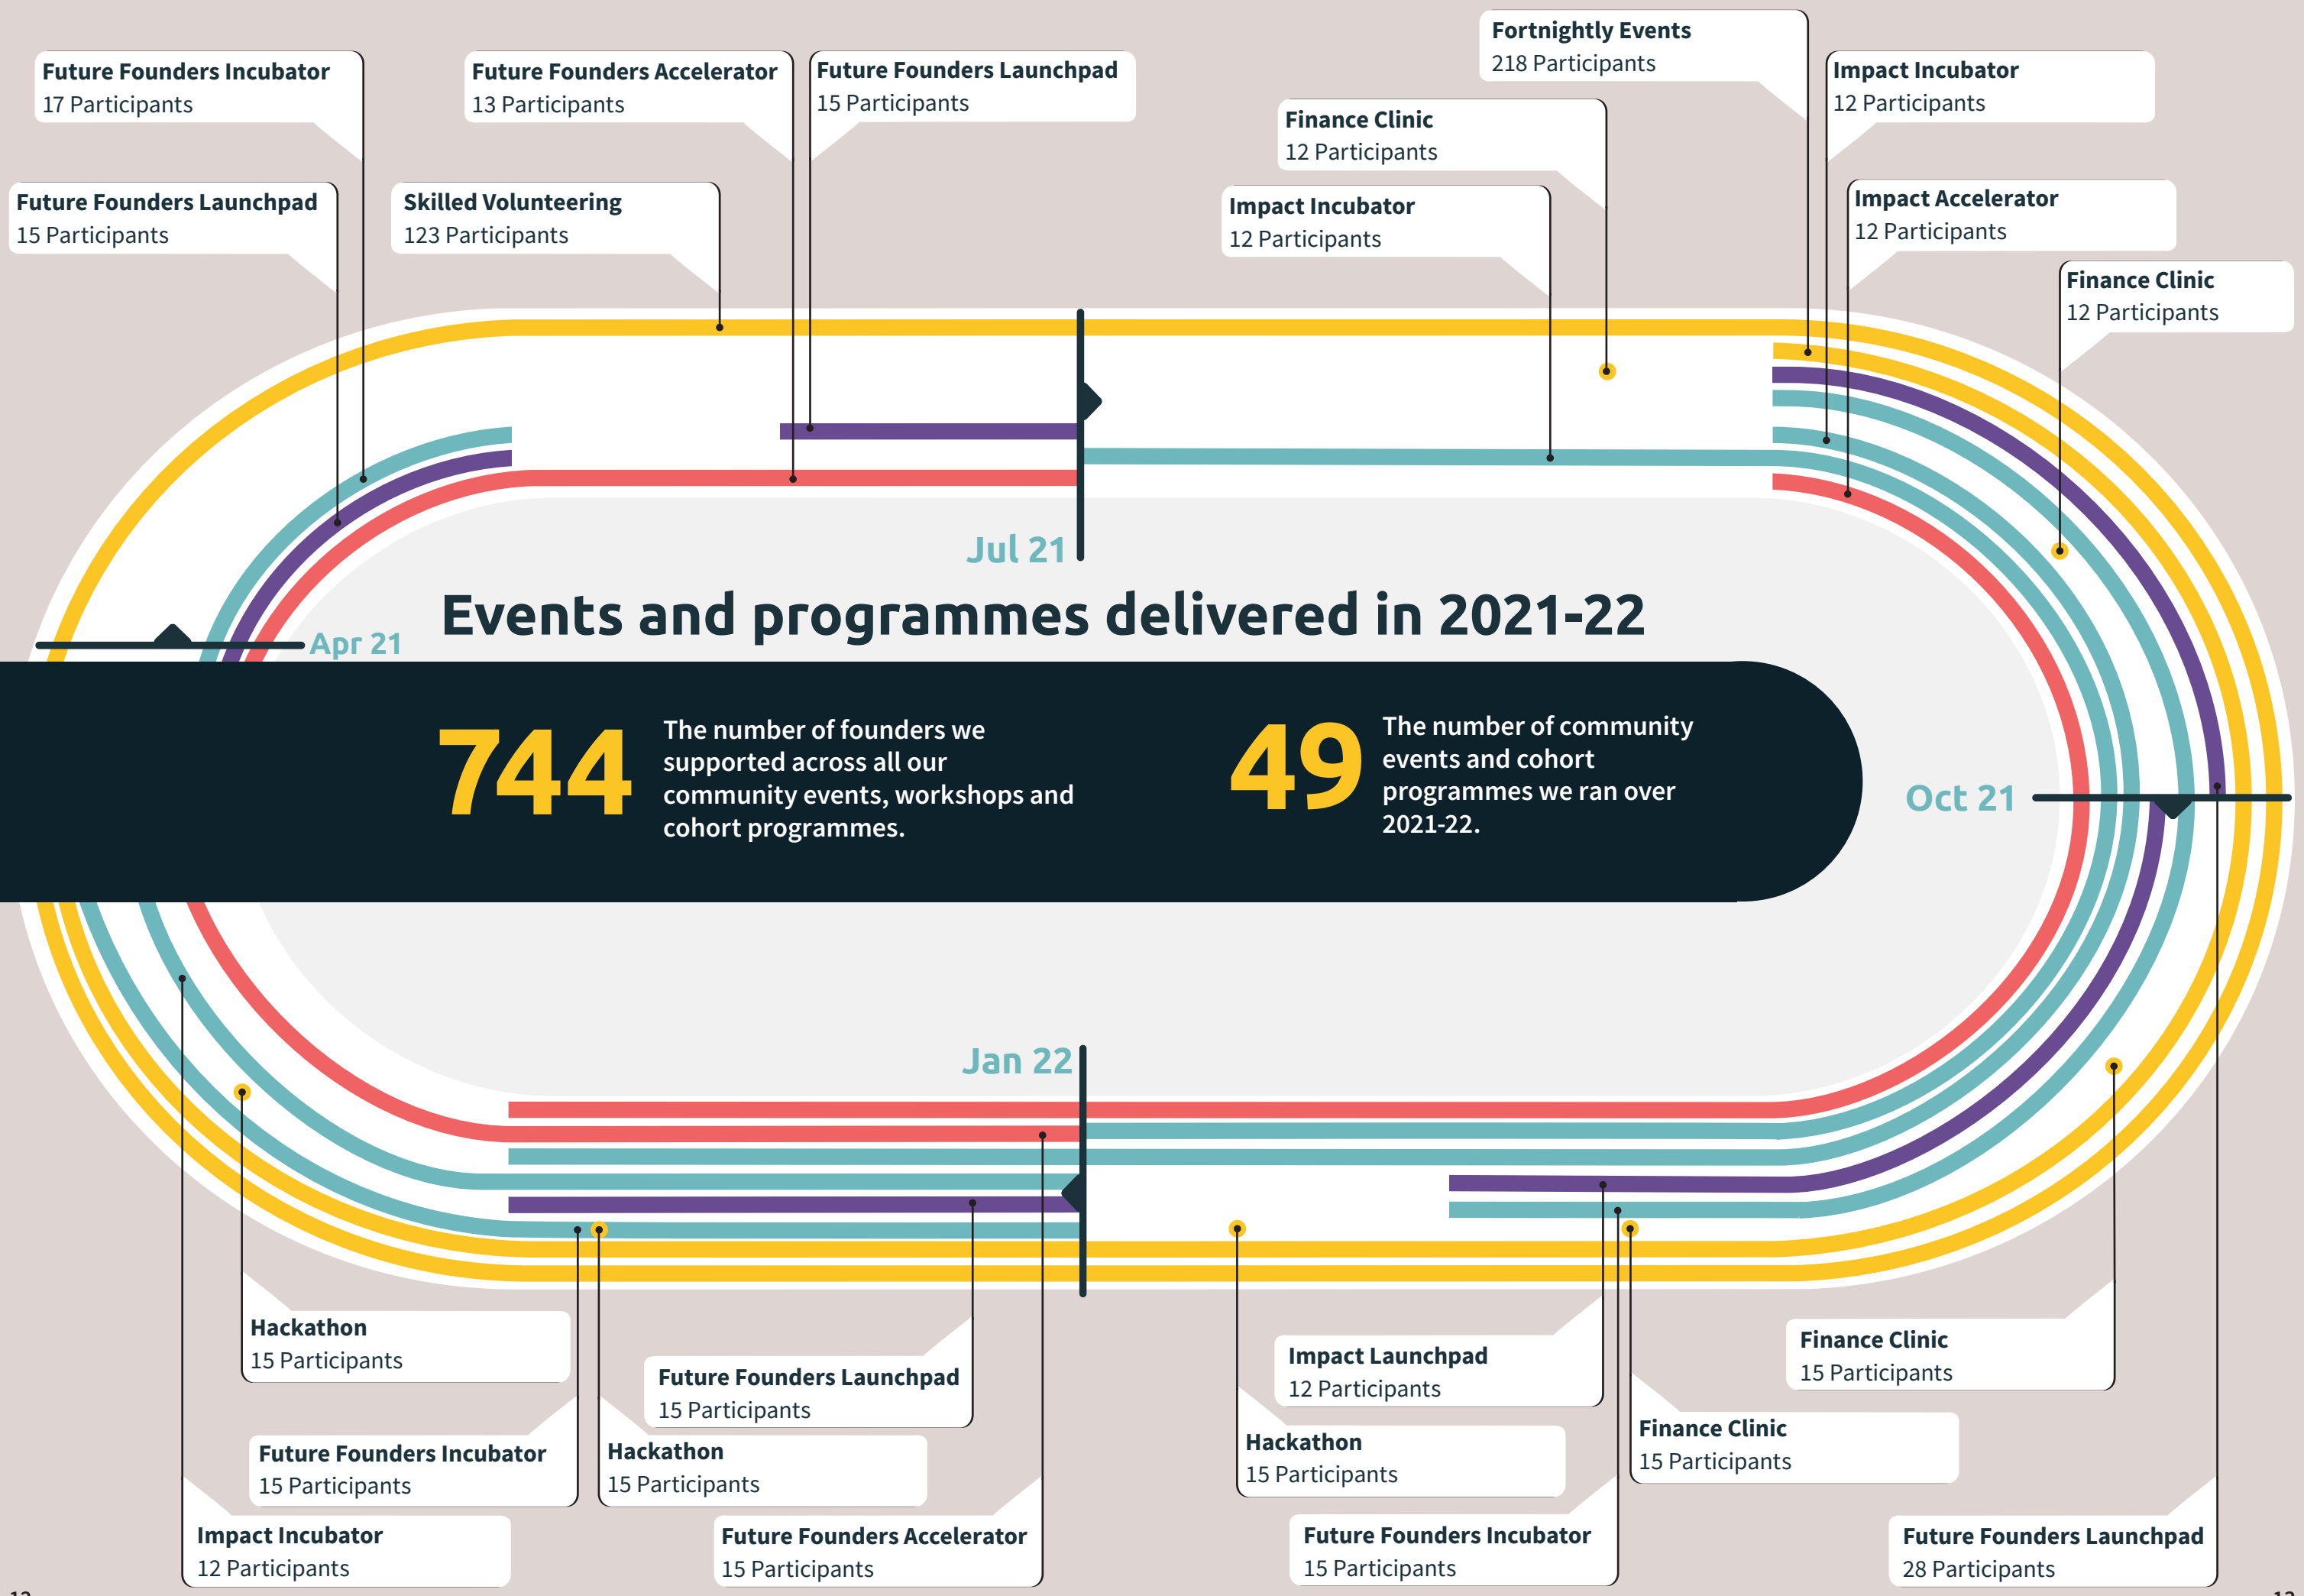 Fortnightly Events
218 Participants
Future Founders Incubator
17 Participants
Future Founders Accelerator
13 Participants
Future Founders Launchpad
15 Participants
Impact Incubator
12 Participants
Finance Clinic
12 Participants
Future Founders Launchpad
15 Participants
Skilled Volunteering
123 Participants
Impact Incubator
12 Participants
Impact Accelerator
12 Participants
Finance Clinic
12 Participants
Jul 21
Events and programmes delivered in 2021-22
Apr 21
744
The number of founders we
supported across all our
community events, workshops and
cohort programmes.
49
The number of community
events and cohort
programmes we ran over
2021-22.
Oct 21
Jan 22
Hackathon
15 Participants
Future Founders Launchpad
15 Participants
Impact Launchpad
12 Participants
Finance Clinic
15 Participants
Future Founders Incubator
15 Participants
Hackathon
15 Participants
Hackathon
15 Participants
Finance Clinic
15 Participants
Impact Incubator
12 Participants
Future Founders Accelerator
15 Participants
Future Founders Incubator
15 Participants
Future Founders Launchpad
28 Participants